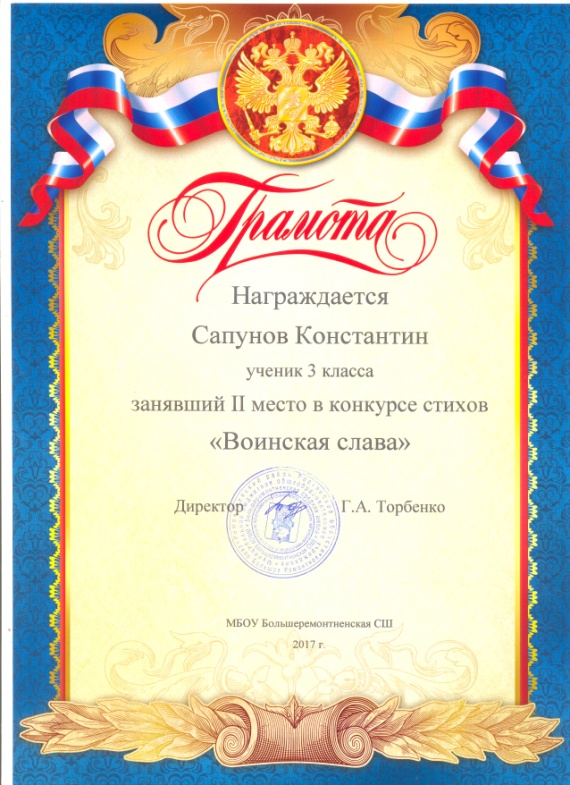 Грамота
Награждается
Сапунов Константин
ученик 3 класса
занявший II место в конкурсе стихов
«Воинская слава»
Директор Г.А. Торбенко
МБОУ Большеремонтненская СШ
2017 г.